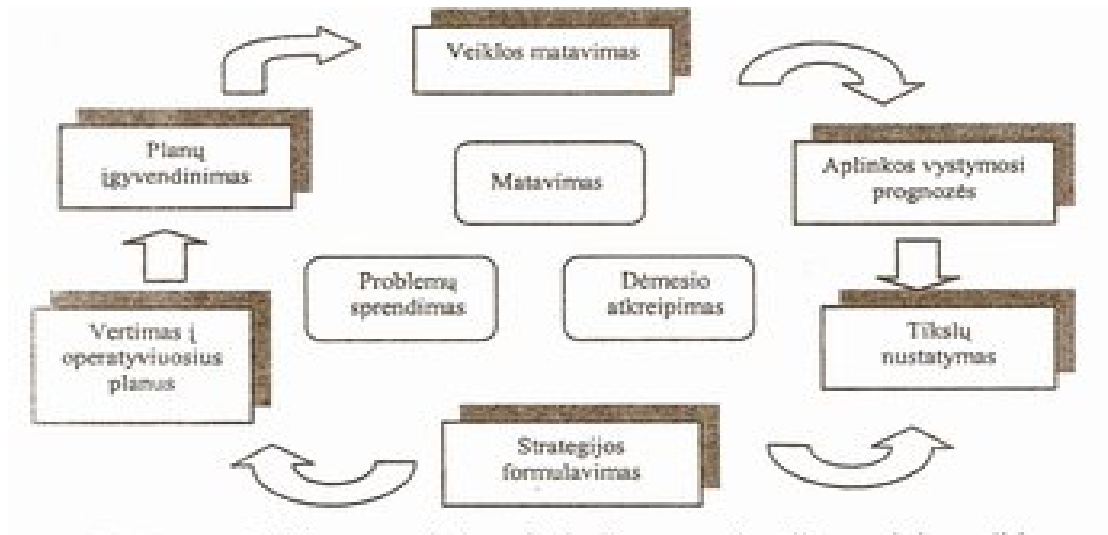 Veiklos matavimas
Planų
įgyvendinimas
Matavimas
Aplinkos vystymosi
prognozės
Problemų
sprendimas
Dėmesio
atkreipimas
Vertimas į
operatyviuosius
planus
Tikslų
nustatymas
Strategijos
formulavimas